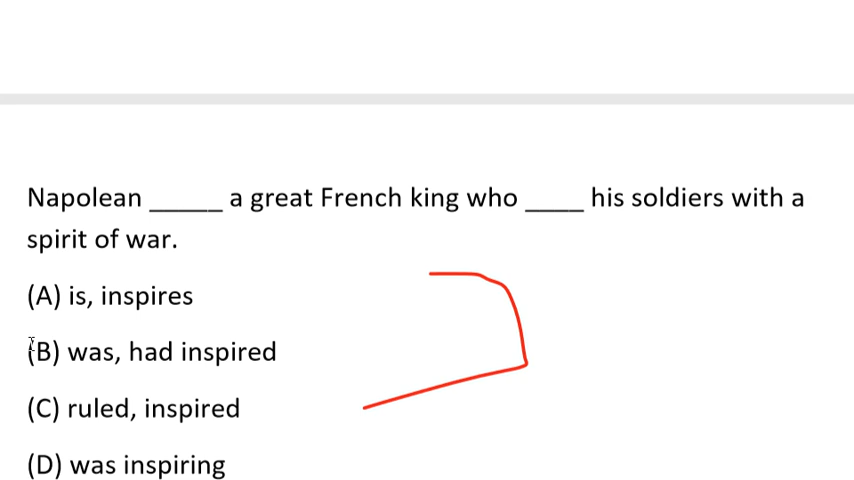 Napolean _____ a great French king who ____ his soldiers with a
spirit of war.
(A) is, inspires
(B) was, had inspired
(C) ruled, inspired
(D) was inspiring